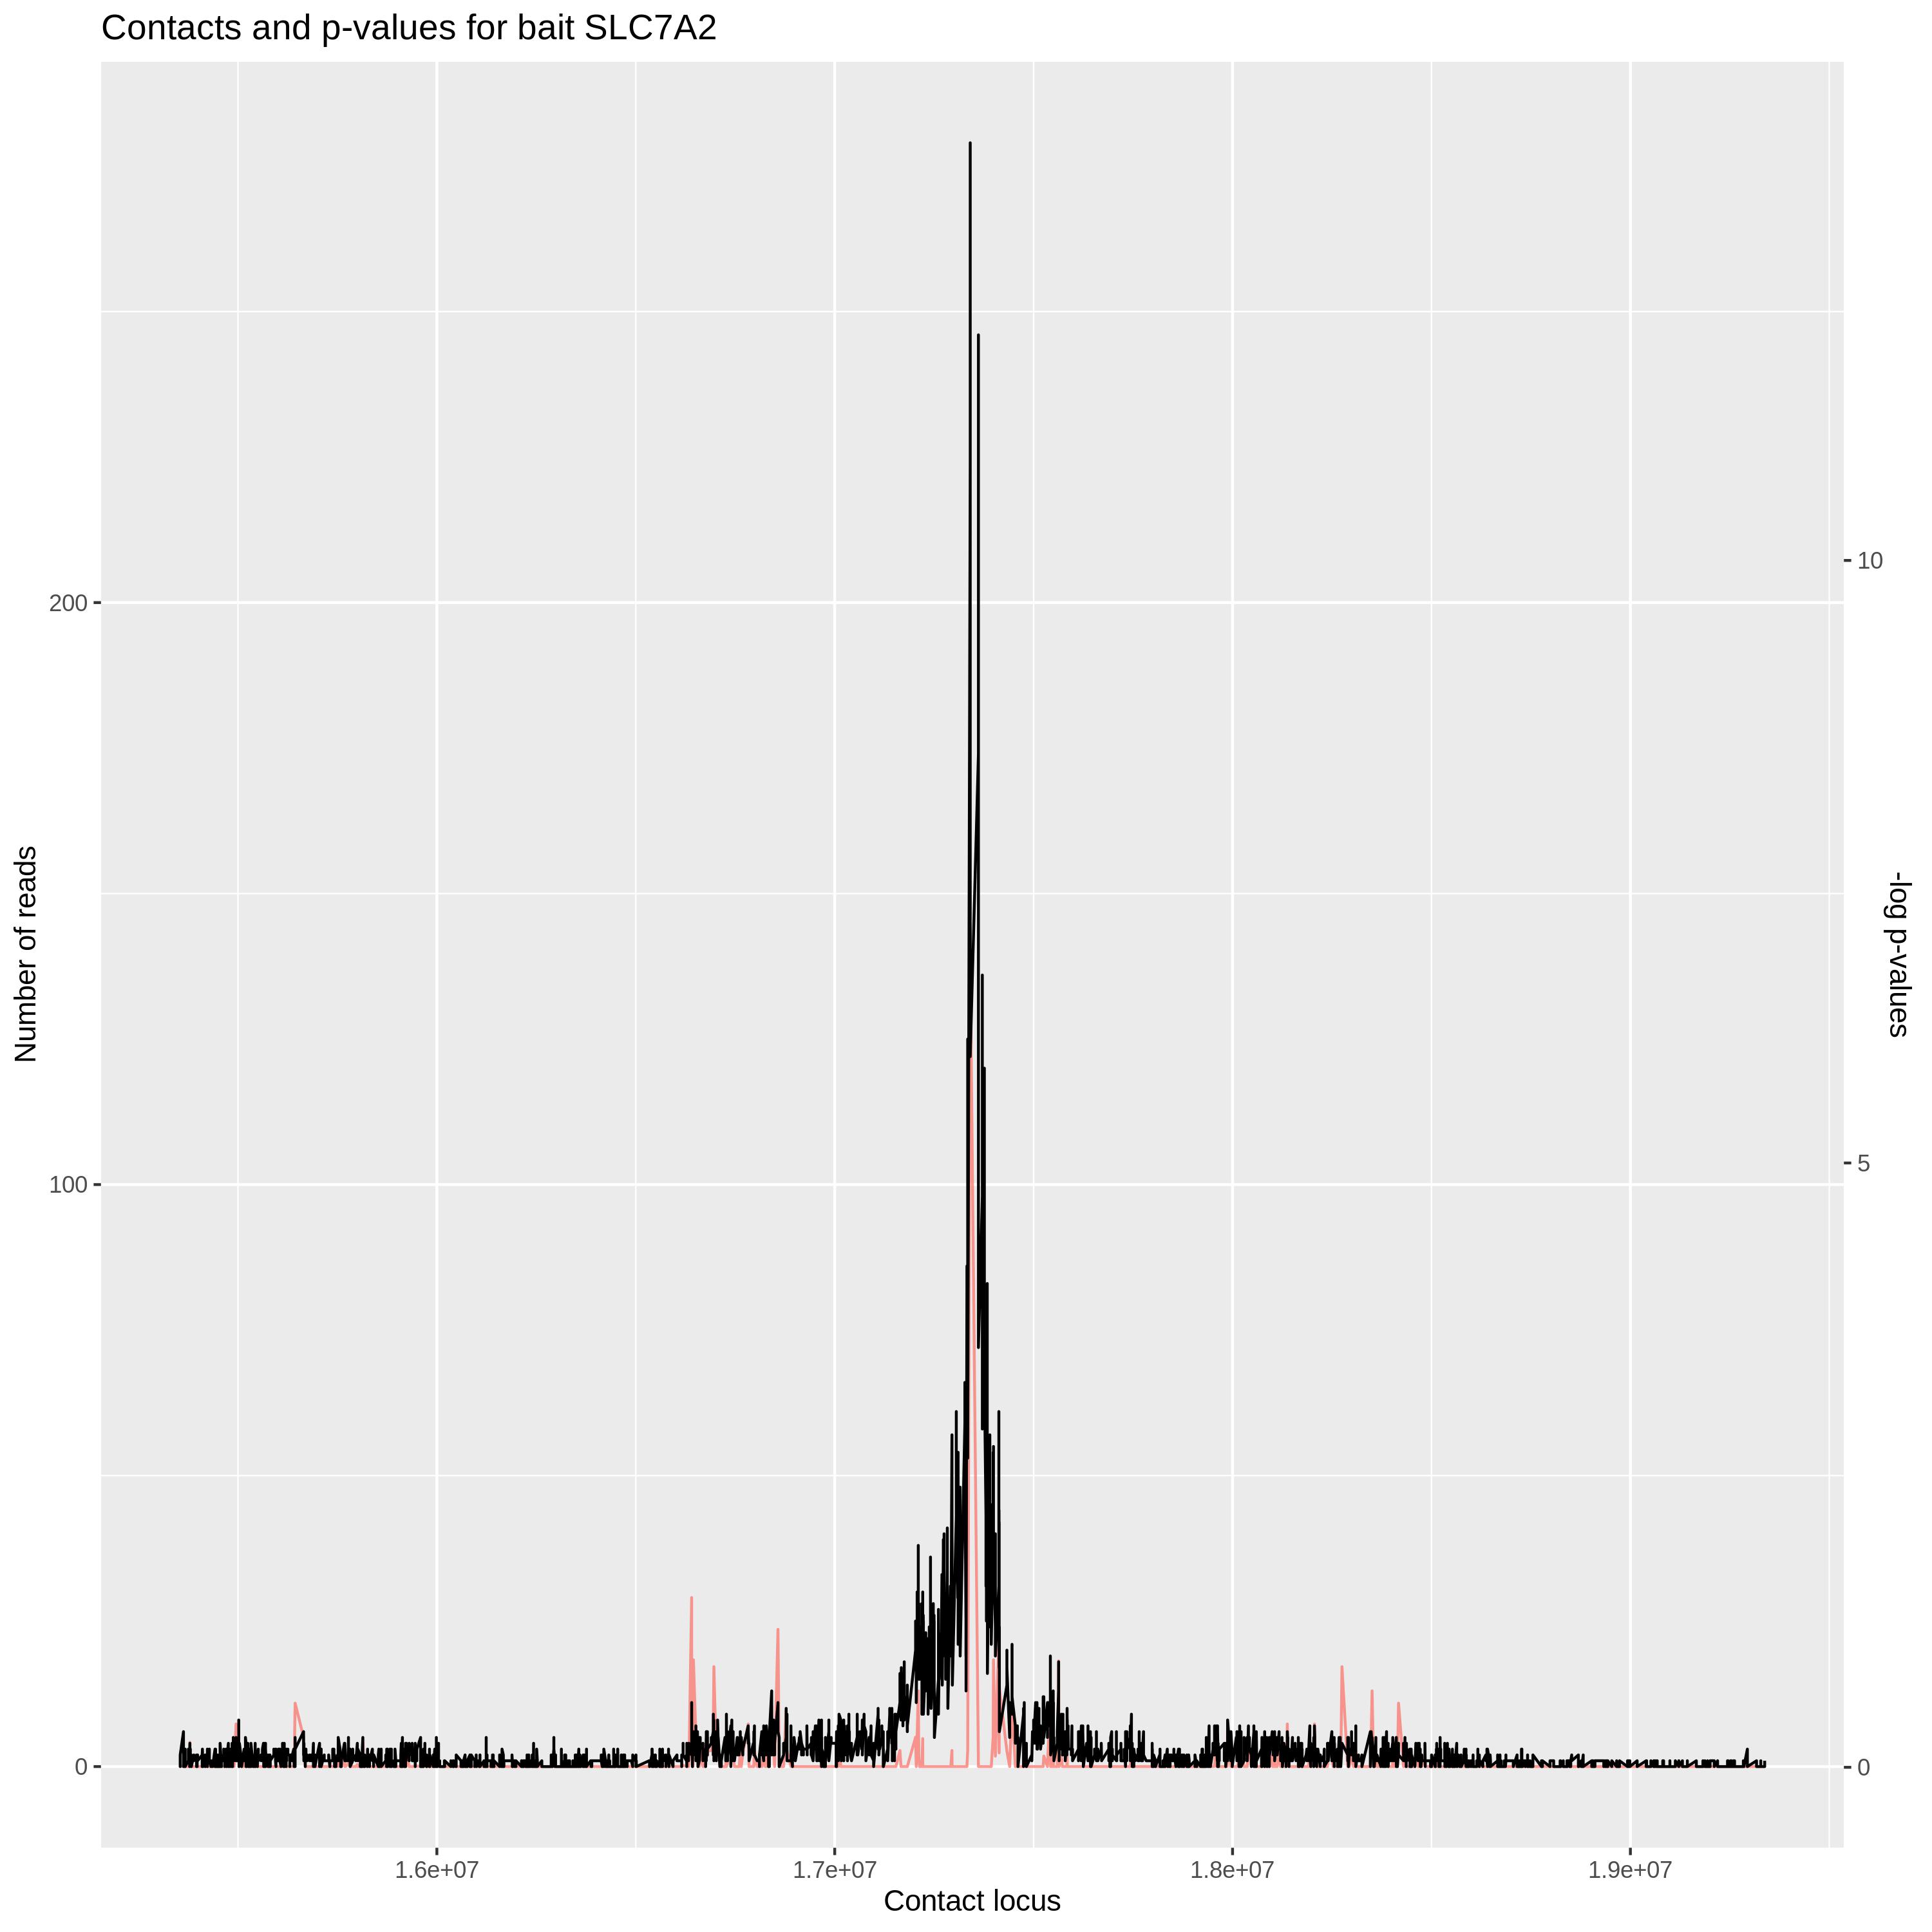 Contacts and p-values for bait SLC7A2
Number of reads
200
100
0
10
5
0
-log p-values
1.6e+07
1.7e+07
1.8e+07
1.9e+07
Contact locus